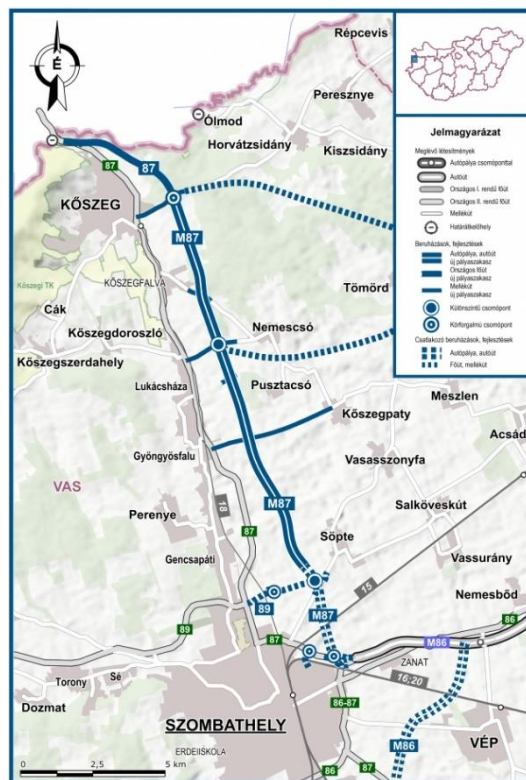 Répcevis
É
Ólmod
Peresznye
Horvátzsidány
Kiszsidány
87
87
KŐSZEG
M87
KŐSZEGFALVA
Kőszegi TK
Cák
Tömörd
Kőszegdoroszló
Nemescsó
Kőszegszerdahely
Lukácsháza
Pusztacsó
Meszlen
Kőszegpaty
Acsád
Gyöngyösfalu
Vasasszonyfa
VAS
87
M87
18
Salköveskút
Perenye
Söpte
Vassurány
Gencsapáti
Nemesbőd
15
89
M87
86
89
87
M86
ZANAT
Torony
Sé
16;20
Dozmat
86-87
SZOMBATHELY
M86
VÉP
ERDEIISKOLA
86
87
0
2,5
5 km
Jelmagyarázat
Meglévő létesítmények
Autópálya csomóponttal
Autóút
Országos I. rendű főút
Országos II. rendű főút
Mellékút
Határátkelőhely
Beruházások, fejlesztések
Autópálya, autóút
új pályaszakasz
Országos főút
új pályaszakasz
Mellékút
új pályaszakasz
Különszintű csomópont
Körforgalmú csomópont
Csatlakozó beruházások, fejlesztések
Autópálya, autóút
Főút, mellékút